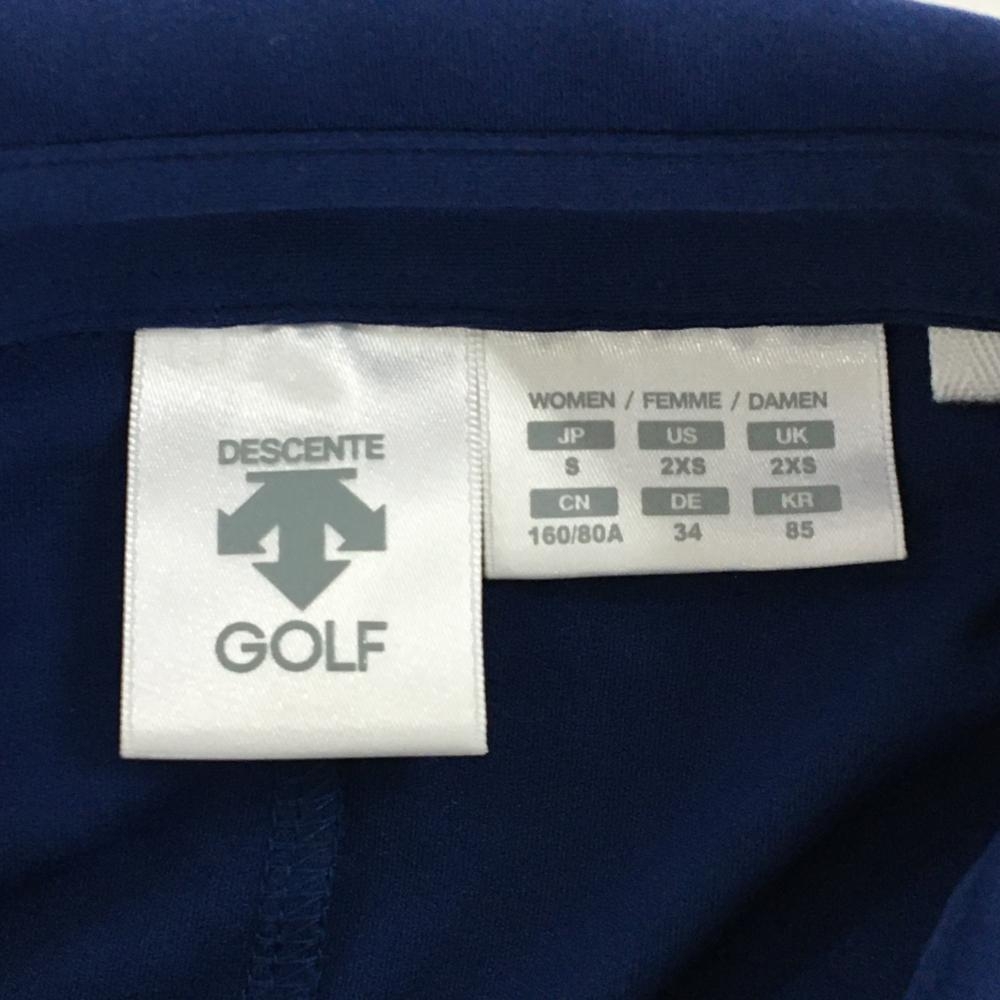 DESCENTE
GOLF
WOMEN / FEMME / DAMEN
JP US UK
S 2XS 2XS
CN DE KR
160/80A 34 85